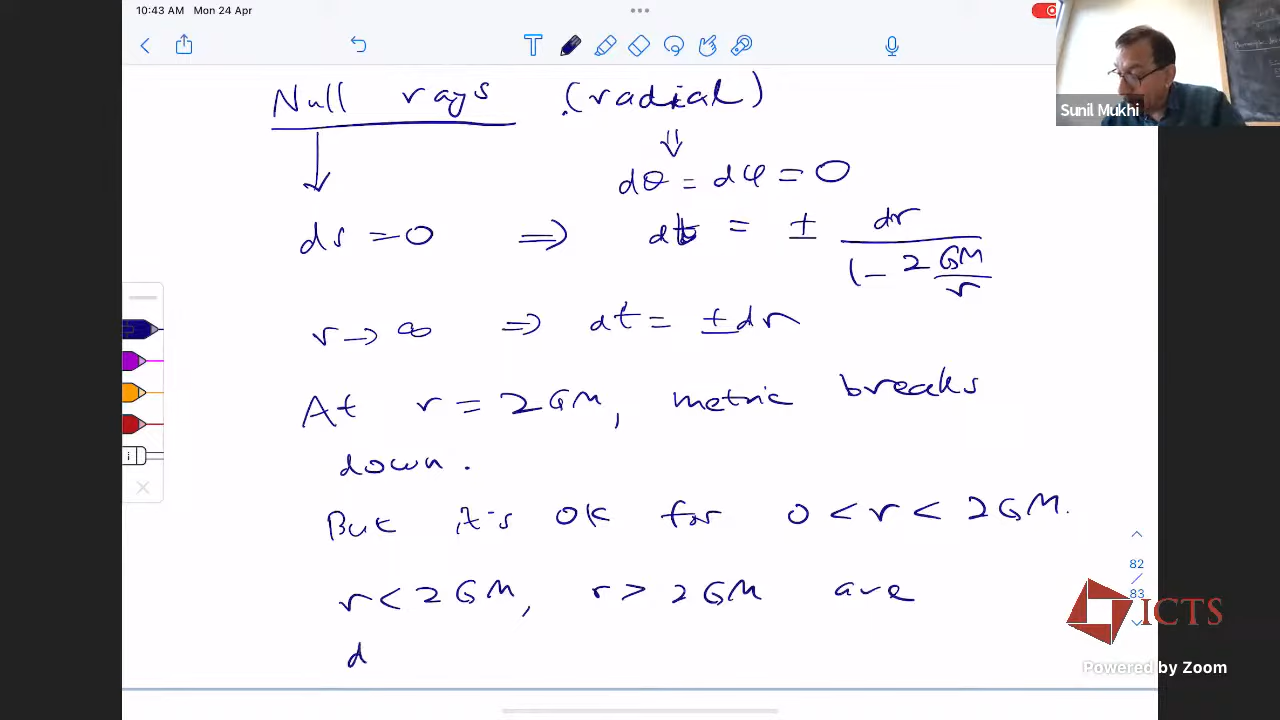 10:43 AM Mon 24 Apr
Sunil Mukhi
Null rays (radial)
dθ = dφ = 0
ds = 0 ⇒ dt = ± dr / (1 - 2GM/r
r → ∞ ⇒ dt = ± dr
At r = 2GM, metric breaks
down.
But it's OK for 0 < r < 2GM.
r < 2GM, r > 2GM are
d
82
/
83
ICTS
Powered by Zoom